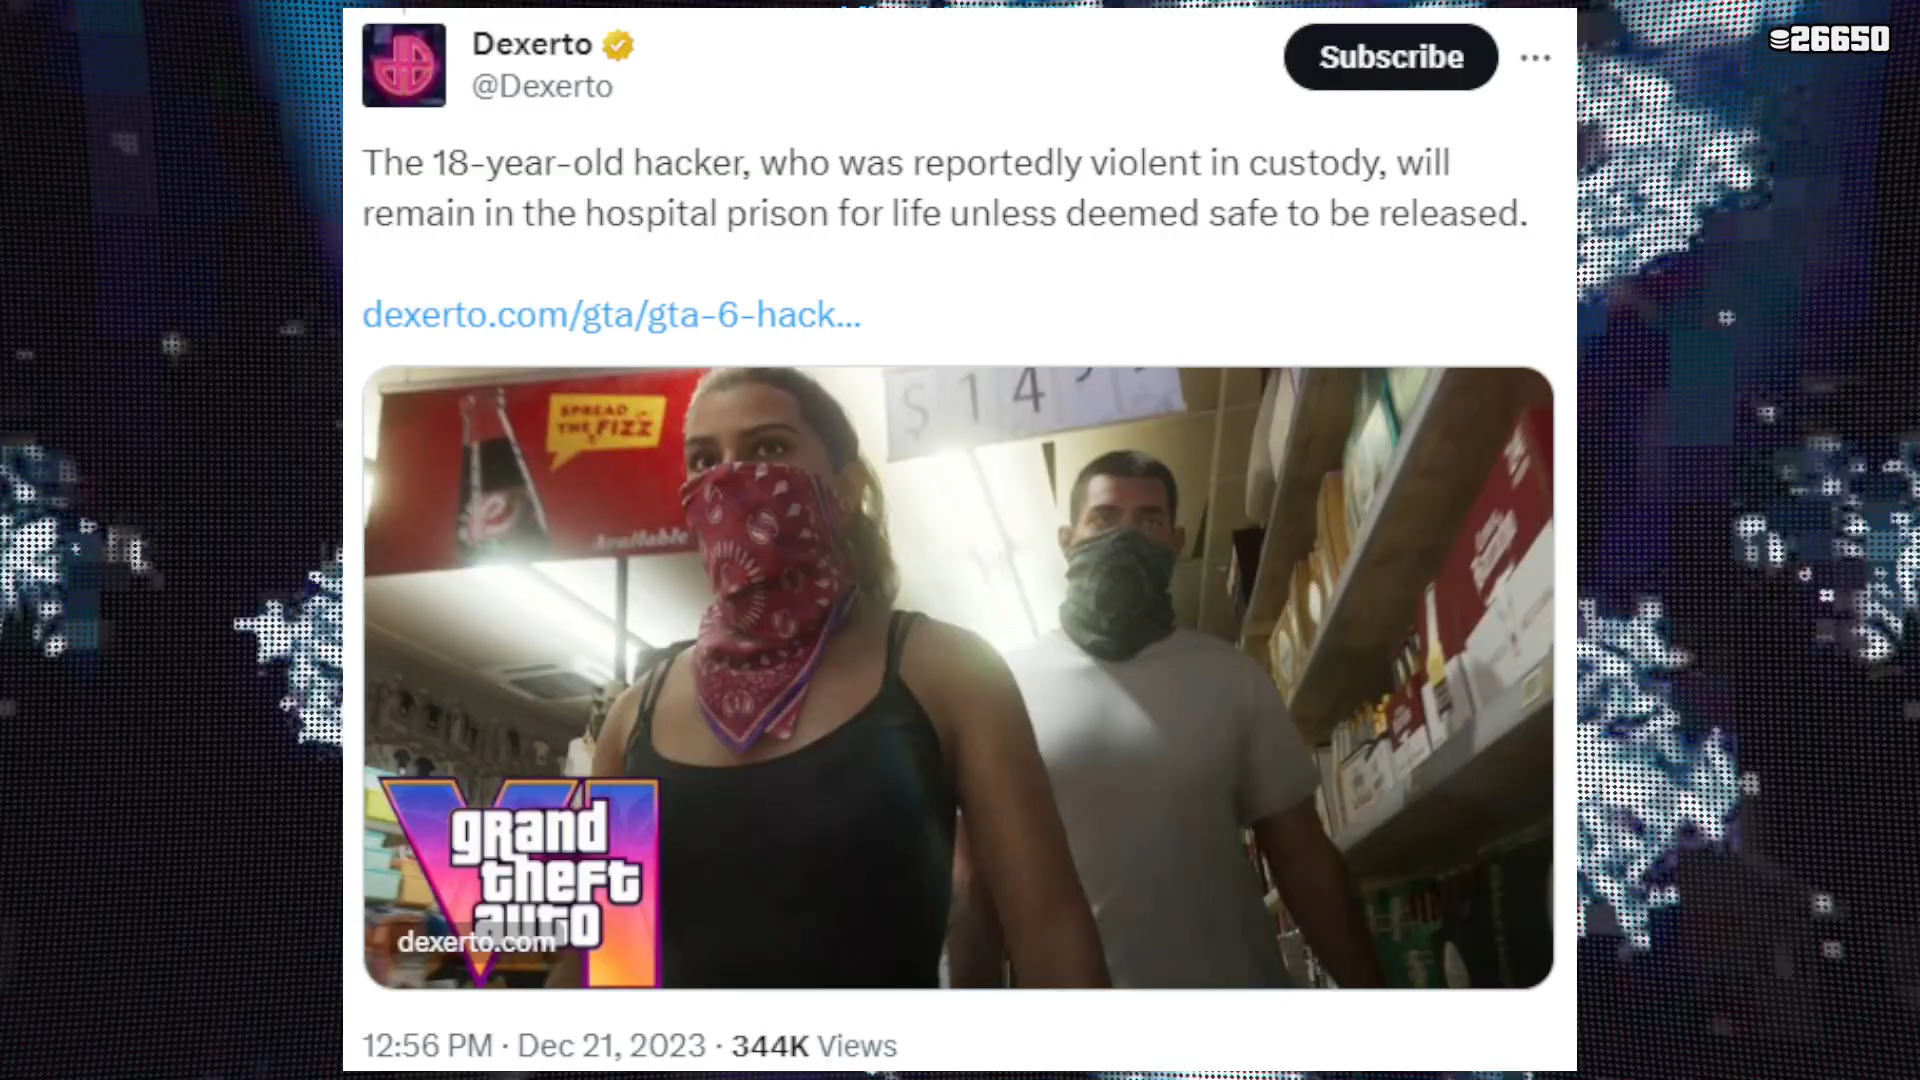 26650
Dexerto
@Dexerto
Subscribe
The 18-year-old hacker, who was reportedly violent in custody, will
remain in the hospital prison for life unless deemed safe to be released.
dexerto.com/gta/gta-6-hack...
SPREAD
THE FIZZ
$14
Available
VI
grand
theft
auto
dexerto.com
12:56 PM · Dec 21, 2023 · 344K Views